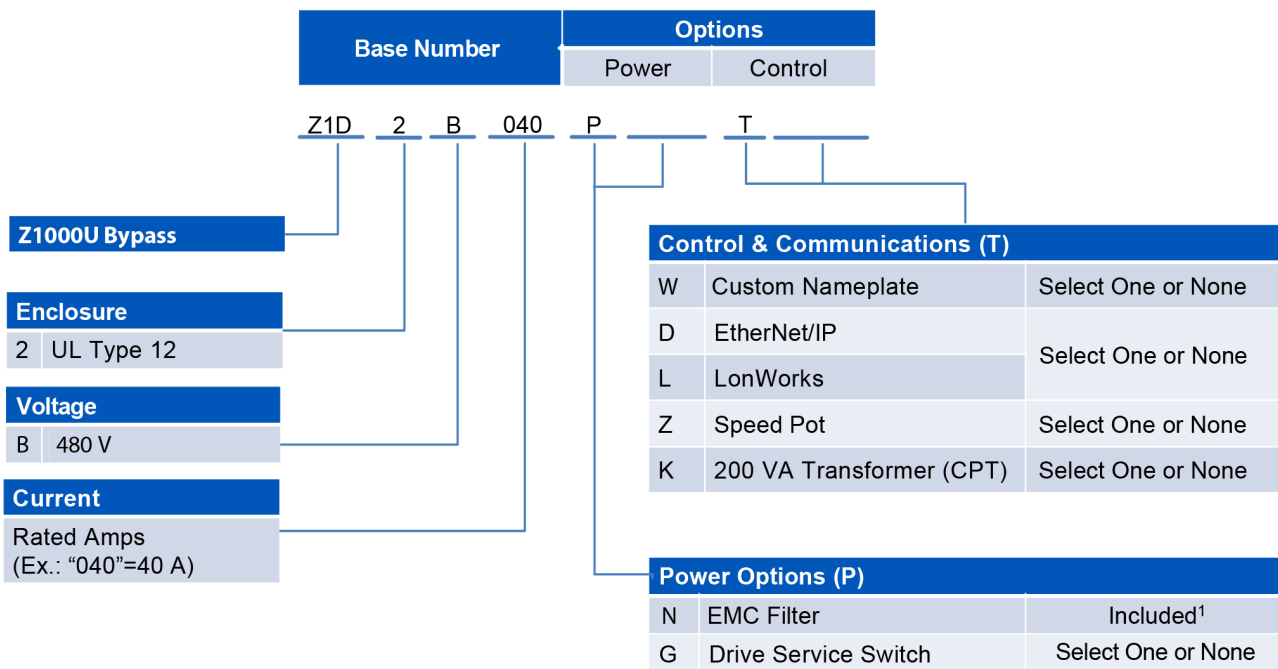 Base Number
Options
Power Control
Z1D 2 B 040 P T
Z1000U Bypass
Enclosure
2 UL Type 12
Voltage
B 480 V
Current
Rated Amps
(Ex.: “040”=40 A)
Control & Communications (T)
W Custom Nameplate Select One or None
D EtherNet/IP
Select One or None
L LonWorks
Z Speed Pot Select One or None
K 200 VA Transformer (CPT) Select One or None
Power Options (P)
N EMC Filter Included¹
G Drive Service Switch Select One or None